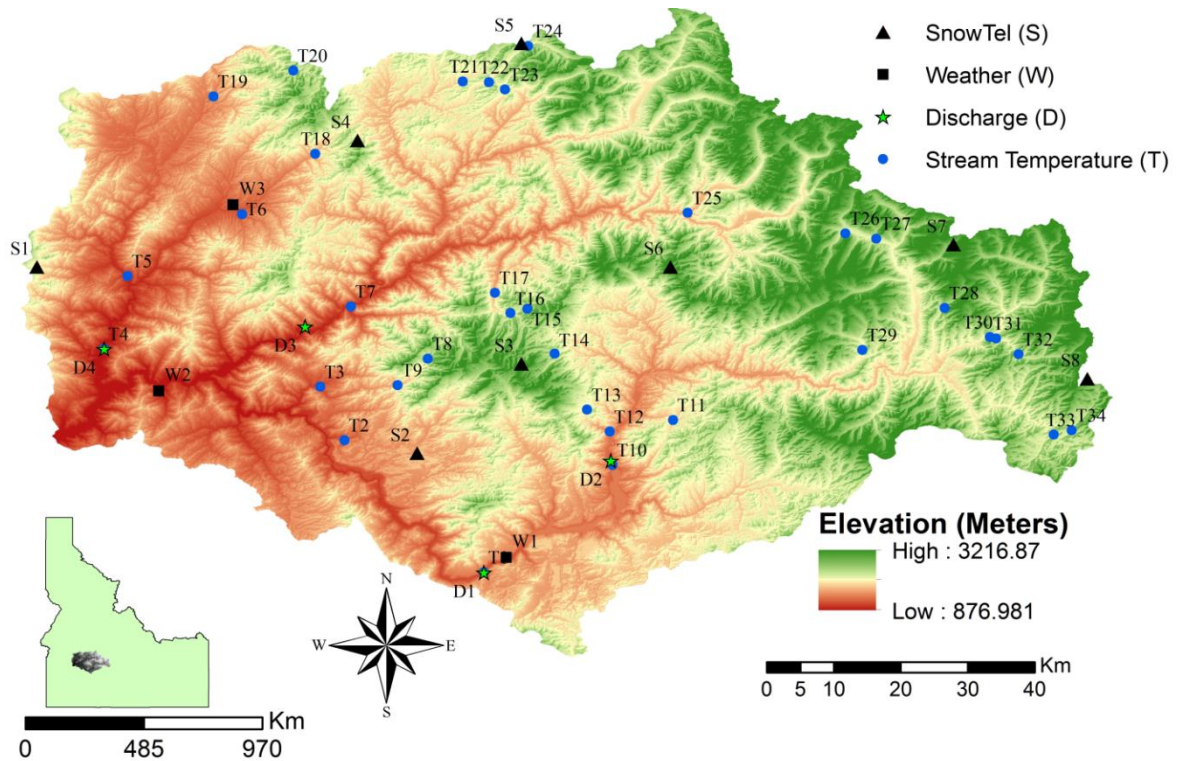 S5
T24
SnowTel (S)
T20
T21
T22
T23
Weather (W)
T19
Discharge (D)
S4
T18
Stream Temperature (T)
W3
T6
T25
T26
T27
S7
S1
T5
S6
T17
T7
T16
T15
T28
D3
T4
T8
S3
T14
T29
T30
T31
T32
D4
W2
T3
T9
T13
S8
T2
T12
T11
S2
T10
T33
T34
D2
Elevation (Meters)
High : 3216.87
Low : 876.981
W1
T
D1
N
W
E
S
Km
0 5 10 20 30 40
Km
0 485 970